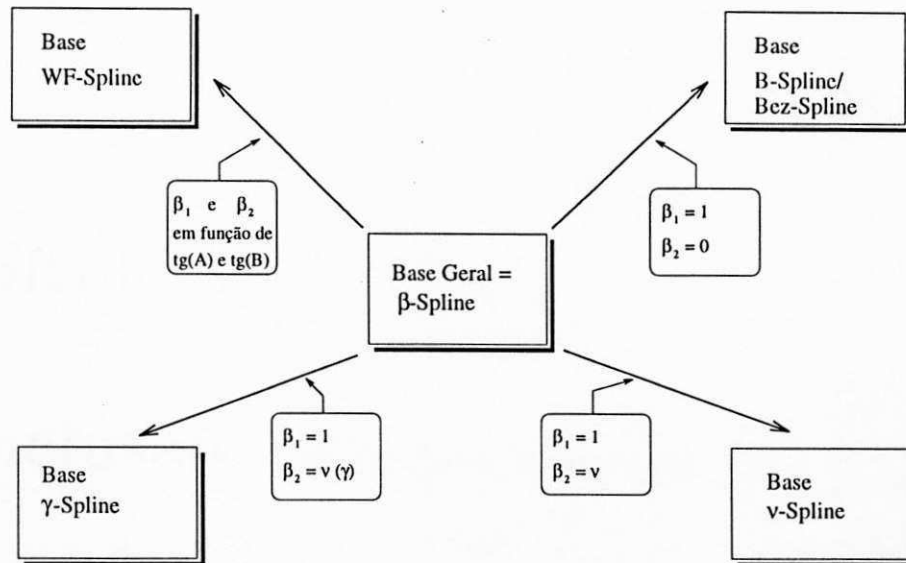 Base
WF-Spline
Base
B-Spline/
Bez-Spline
β₁ e β₂
em função de
tg(A) e tg(B)
β₁ = 1
β₂ = 0
Base Geral =
β-Spline
β₁ = 1
β₂ = ν (γ)
β₁ = 1
β₂ = ν
Base
γ-Spline
Base
ν-Spline